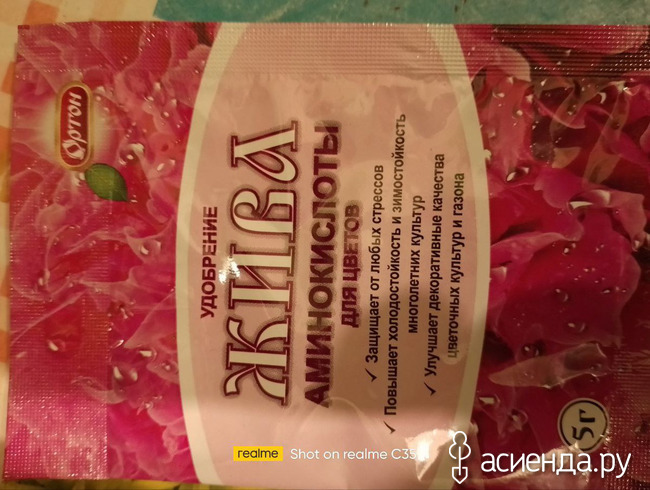 Ортон
УДОБРЕНИЕ
ЖИВА
АМИНОКИСЛОТЫ
ДЛЯ ЦВЕТОВ
✓ Защищает от любых стрессов
✓ Повышает холодостойкость и зимостойкость
многолетних культур
✓ Улучшает декоративные качества
цветочных культур и газона
5г
realme Shot on realme C35
асиенда.ру